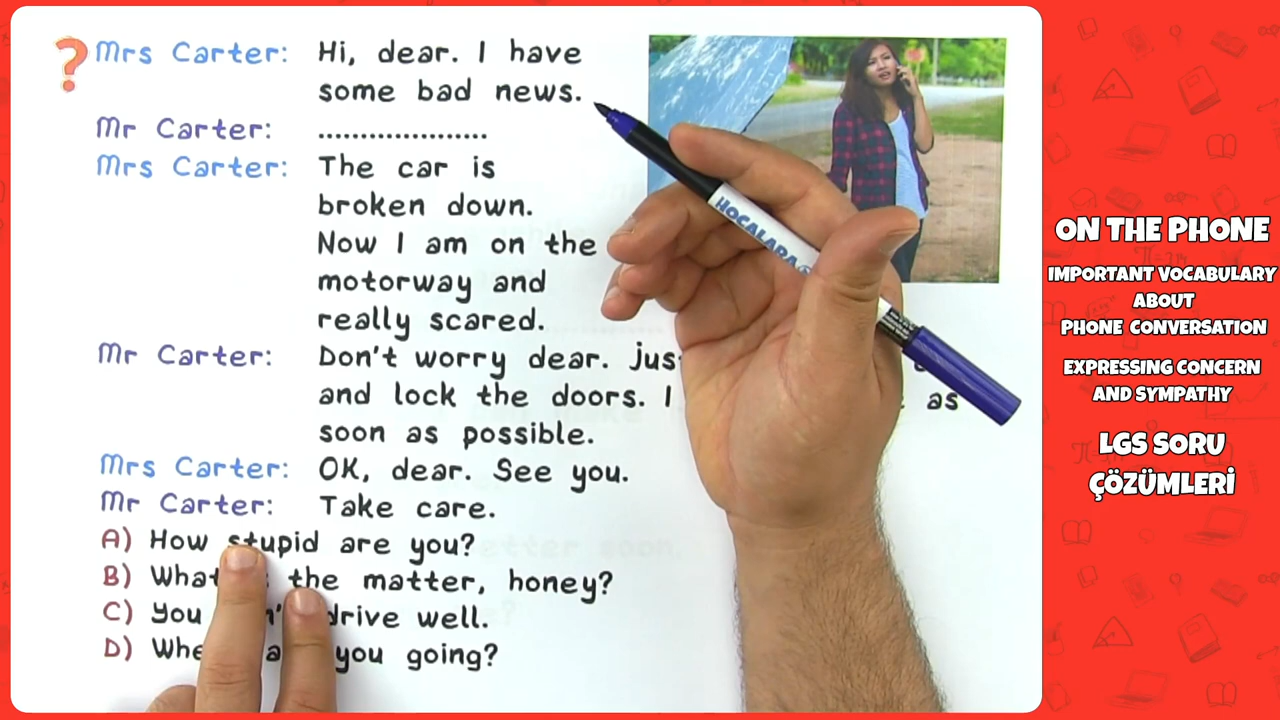 ? Mrs Carter: Hi, dear. I have
some bad news.
Mr Carter: ....................
Mrs Carter: The car is
broken down.
Now I am on the
motorway and
really scared.
Mr Carter: Don't worry dear.
and lock the doors. I as
soon as possible.
Mrs Carter: OK, dear. See you.
Mr Carter: Take care.
A) How stupid are you?
B) the matter, honey?
C) You drive well.
D) you going?
HOCALARA
ON THE PHONE
IMPORTANT VOCABULARY
ABOUT
PHONE CONVERSATION
EXPRESSING CONCERN
AND SYMPATHY
LGS SORU
ÇÖZÜMLERİ